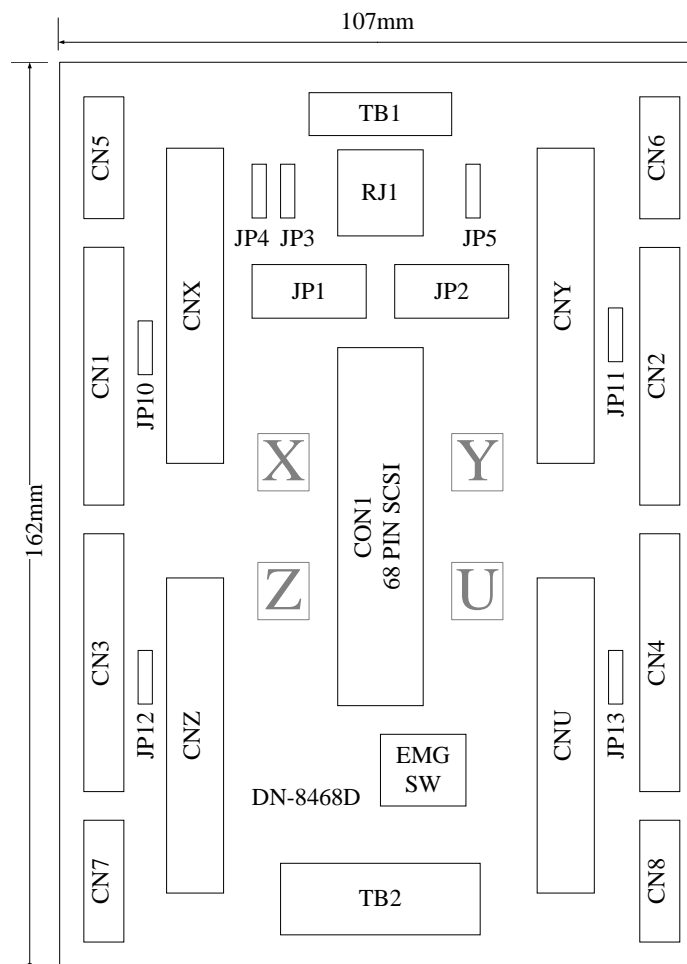 107mm
162mm
TB1
CN5
CN6
RJ1
JP4
JP3
JP5
CNX
CNY
JP1
JP2
CN1
JP10
JP11
CN2
X
Y
CON1
68 PIN SCSI
Z
U
CN3
JP12
CNZ
CNU
JP13
CN4
EMG
SW
DN-8468D
CN7
TB2
CN8